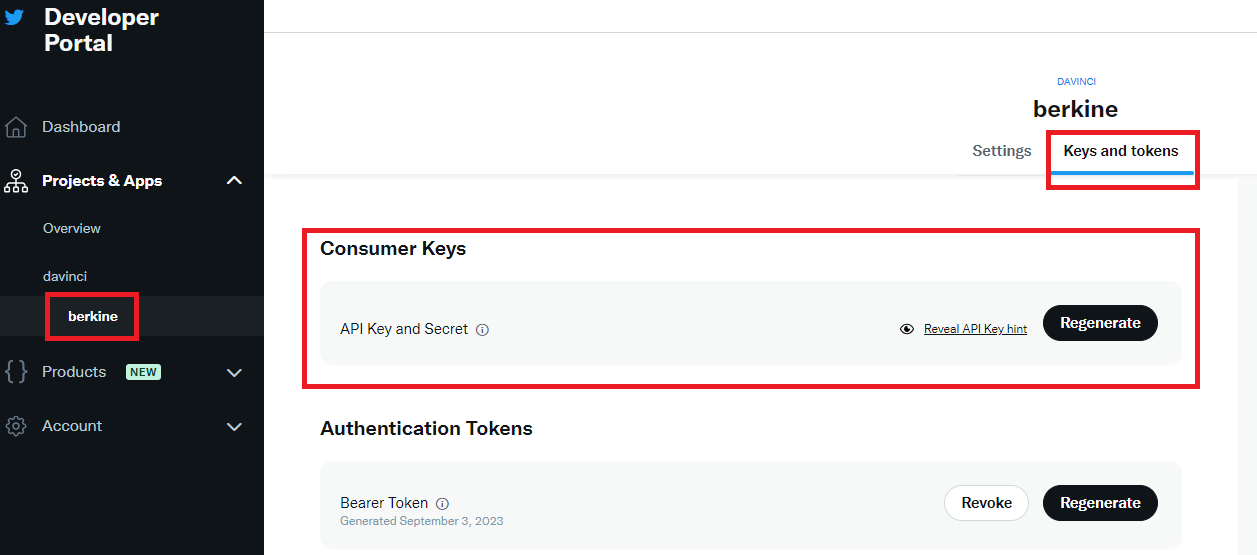 Developer
Portal
Dashboard
Projects & Apps
Overview
davinci
berkine
Products NEW
Account
DAVINCI
berkine
Settings Keys and tokens
Consumer Keys
API Key and Secret Reveal API Key hint Regenerate
Authentication Tokens
Bearer Token Revoke Regenerate
Generated September 3, 2023